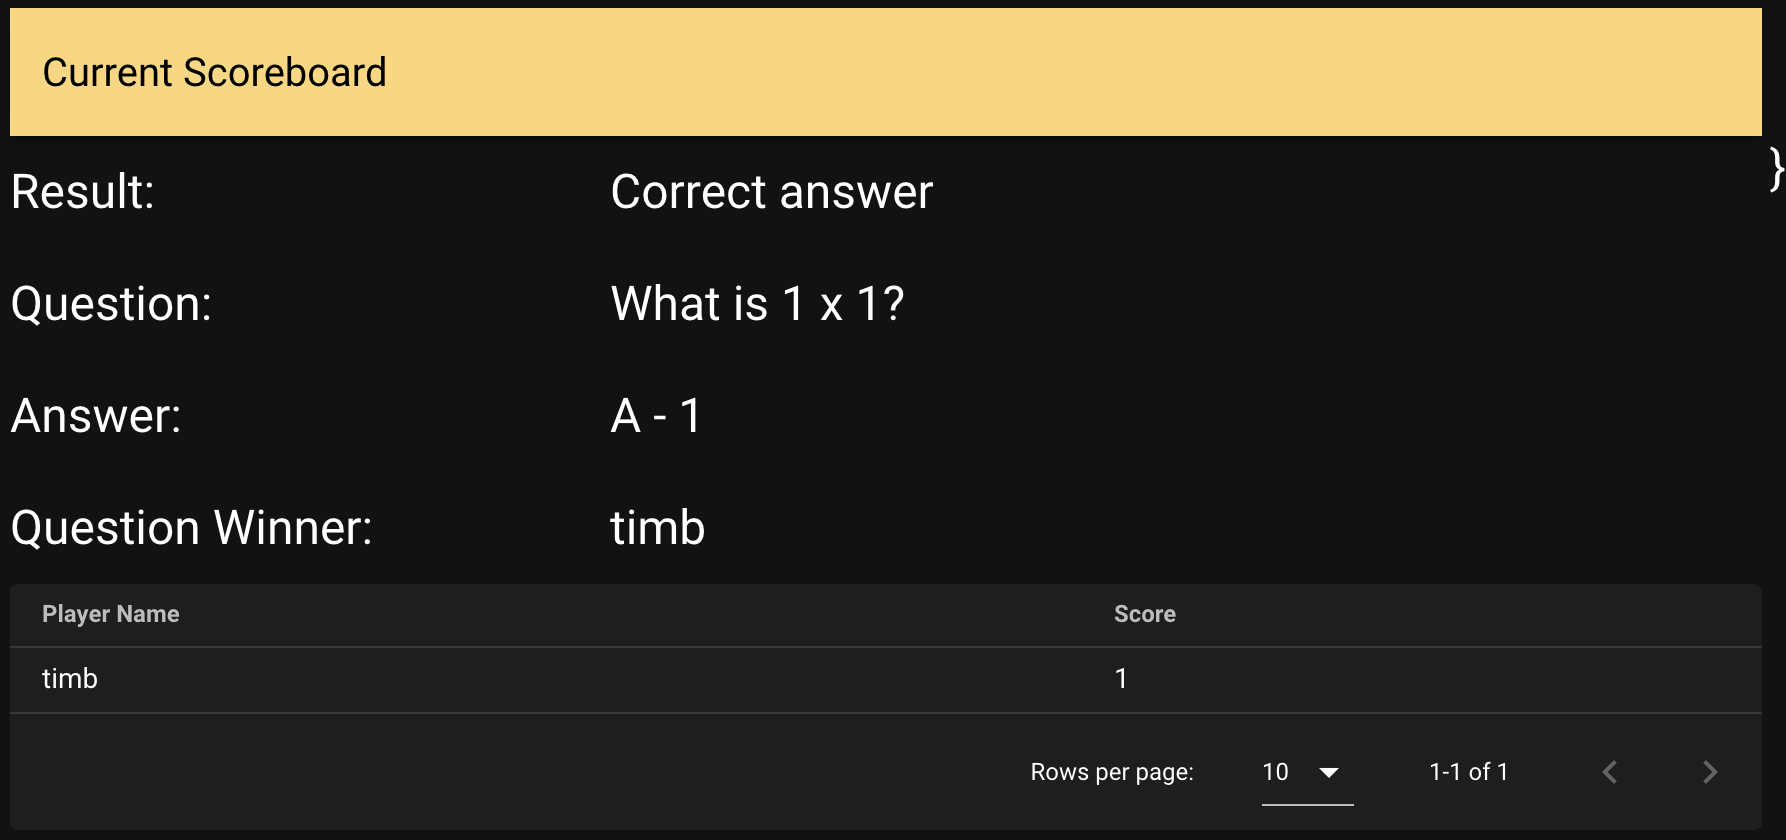 Current Scoreboard
}
Result: Correct answer
Question: What is 1 x 1?
Answer: A - 1
Question Winner: timb
Player Name Score
timb 1
Rows per page: 10 1-1 of 1